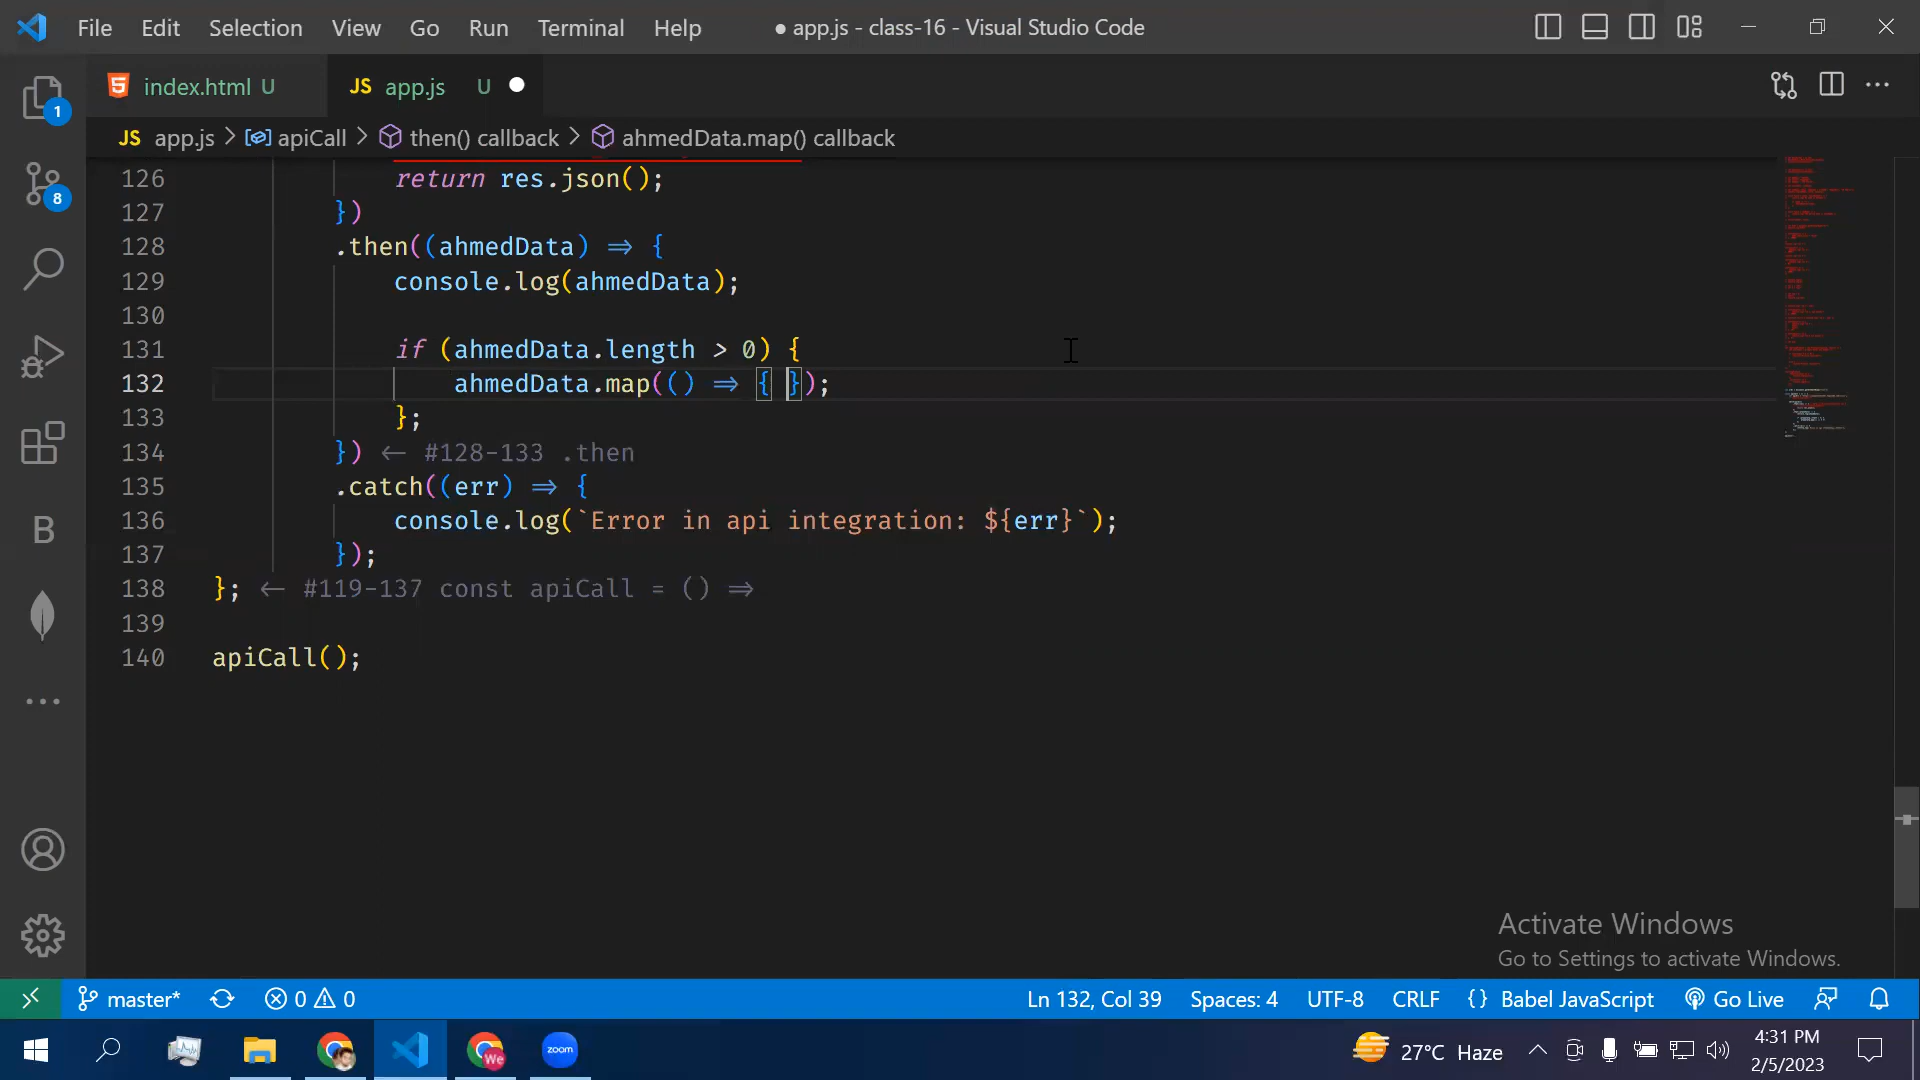 File Edit Selection View Go Run Terminal Help ● app.js - class-16 - Visual Studio Code
index.html U JS app.js U
1
JS app.js > apiCall > then() callback > ahmedData.map() callback
126 return res.json();
127 })
8
128 .then((ahmedData) => {
129 console.log(ahmedData);
130
131 if (ahmedData.length > 0) {
132 ahmedData.map(() => { });
133 };
134 }) <- #128-133 .then
135 .catch((err) => {
136 console.log(`Error in api integration: ${err}`);
137 });
138 }; <- #119-137 const apiCall = () =>
139
140 apiCall();
B
Activate Windows
Go to Settings to activate Windows.
master* 0 0 Ln 132, Col 39 Spaces: 4 UTF-8 CRLF {} Babel JavaScript Go Live
We zoom 27°C Haze 4:31 PM
2/5/2023